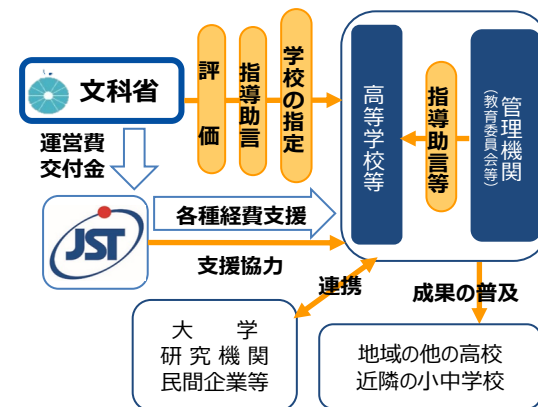 文科省
評価
指導助言
学校の指定
高等学校等
指導助言等
管理機関
(教育委員会等)
運営費
交付金
JST
各種経費支援
支援協力
連携
成果の普及
大　学
研究機関
民間企業等
地域の他の高校
近隣の小中学校